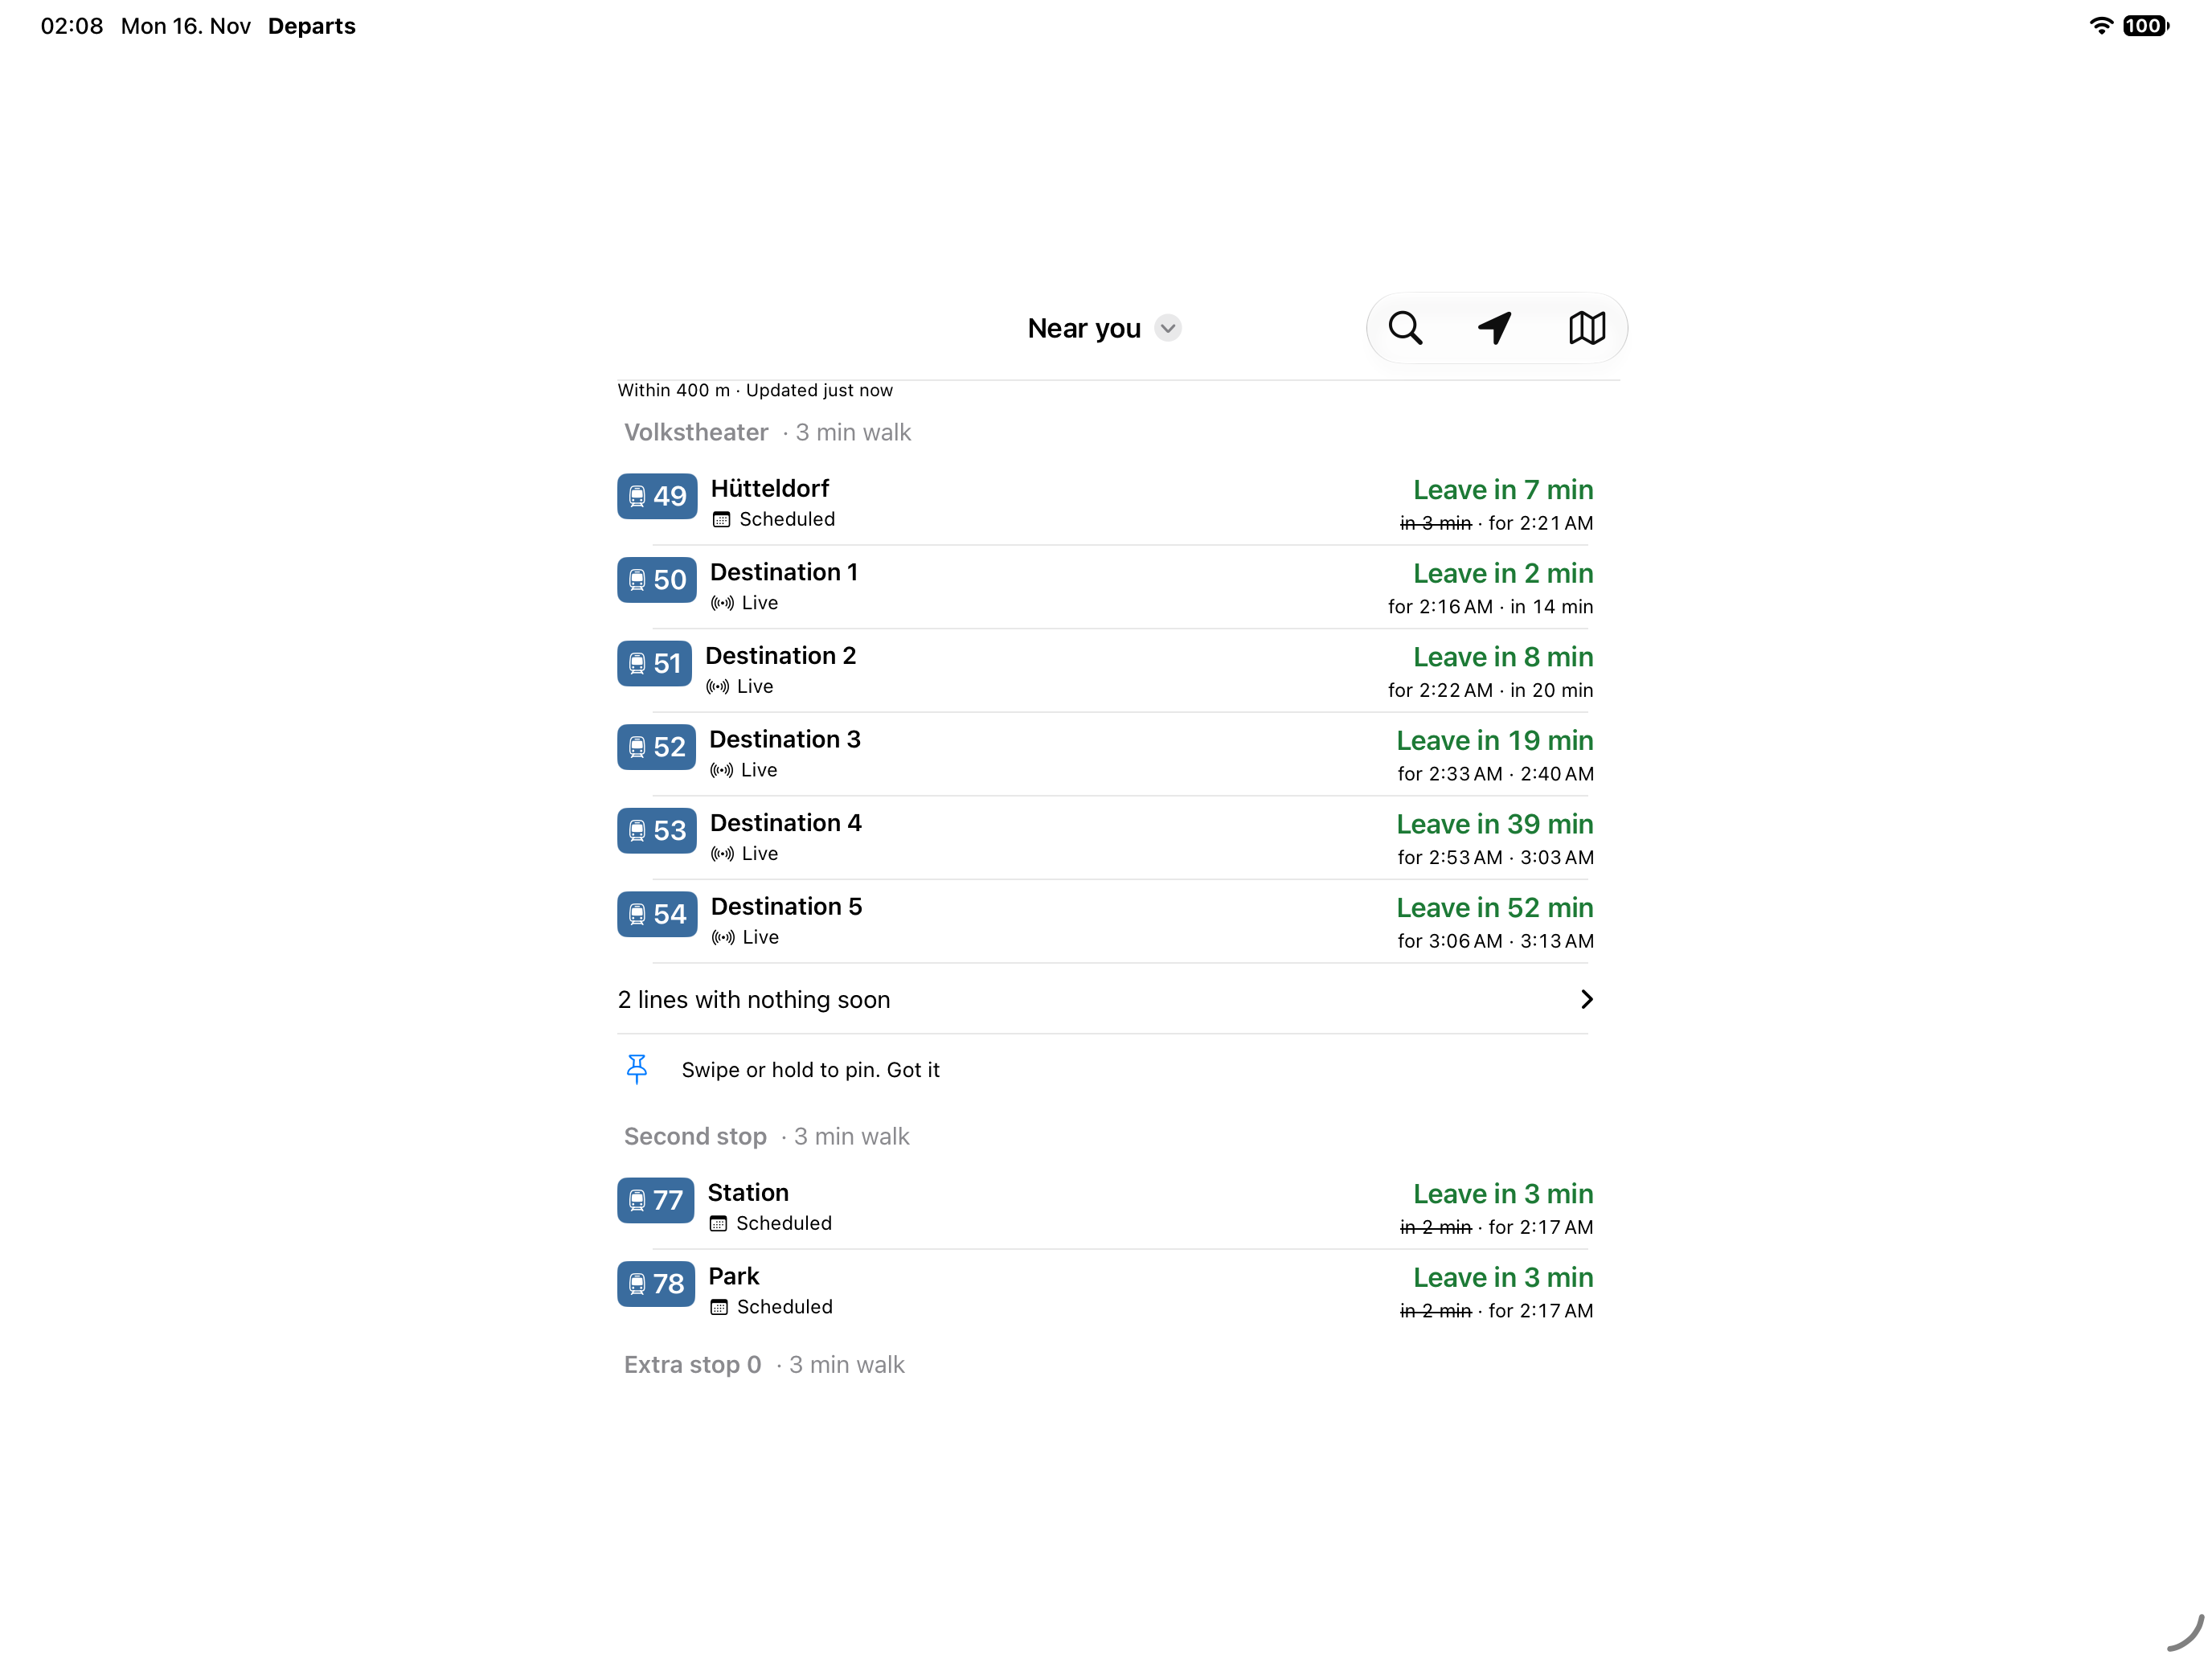 02:08 Mon 16. Nov Departs
100
Near you
Within 400 m · Updated just now
Volkstheater · 3 min walk
49 Hütteldorf Leave in 7 min
Scheduled in 3 min · for 2:21 AM
50 Destination 1 Leave in 2 min
Live for 2:16 AM · in 14 min
51 Destination 2 Leave in 8 min
Live for 2:22 AM · in 20 min
52 Destination 3 Leave in 19 min
Live for 2:33 AM · 2:40 AM
53 Destination 4 Leave in 39 min
Live for 2:53 AM · 3:03 AM
54 Destination 5 Leave in 52 min
Live for 3:06 AM · 3:13 AM
2 lines with nothing soon
Swipe or hold to pin. Got it
Second stop · 3 min walk
77 Station Leave in 3 min
Scheduled in 2 min · for 2:17 AM
78 Park Leave in 3 min
Scheduled in 2 min · for 2:17 AM
Extra stop 0 · 3 min walk